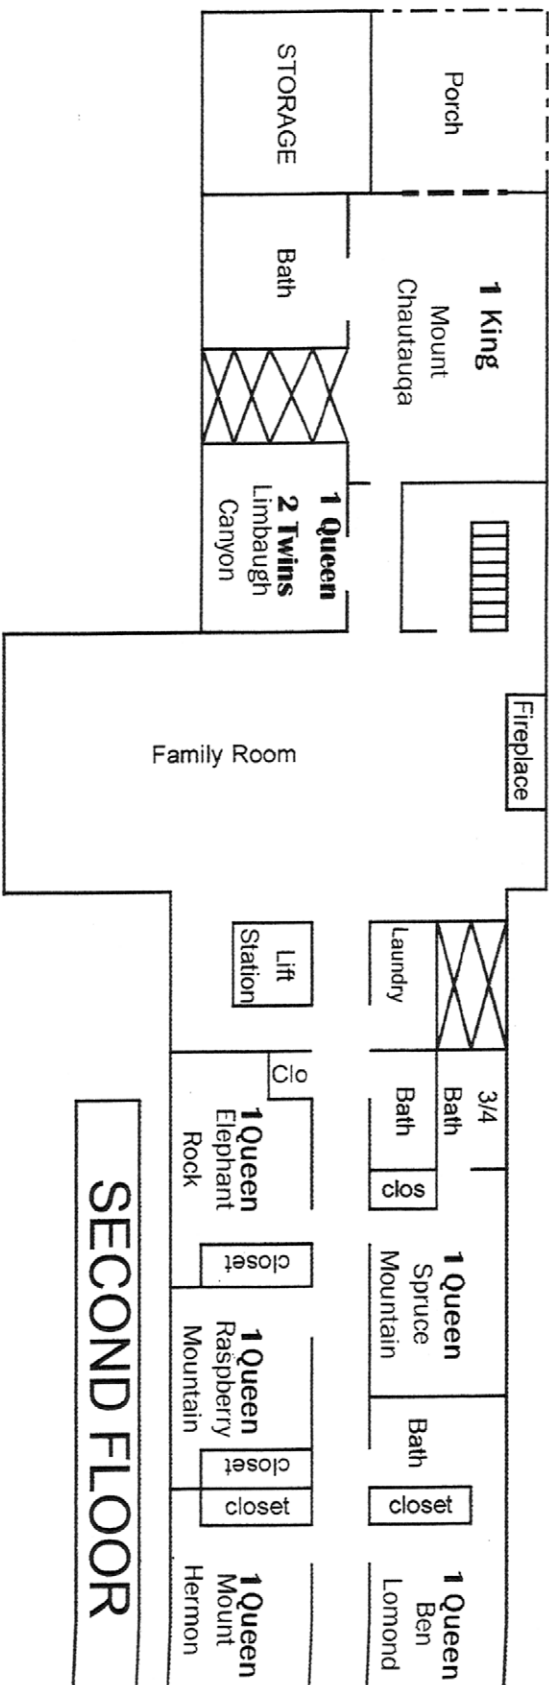 STORAGE
Porch
Bath
1 King
Mount
Chautauqa
1 Queen
2 Twins
Limbaugh
Canyon
Fireplace
Family Room
Lift
Station
Laundry
Clo
Bath
3/4
Bath
clos
1 Queen
Elephant
Rock
closet
1 Queen
Spruce
Mountain
1 Queen
Raspberry
Mountain
closet
closet
Bath
closet
1 Queen
Mount
Hermon
1 Queen
Ben
Lomond
SECOND FLOOR